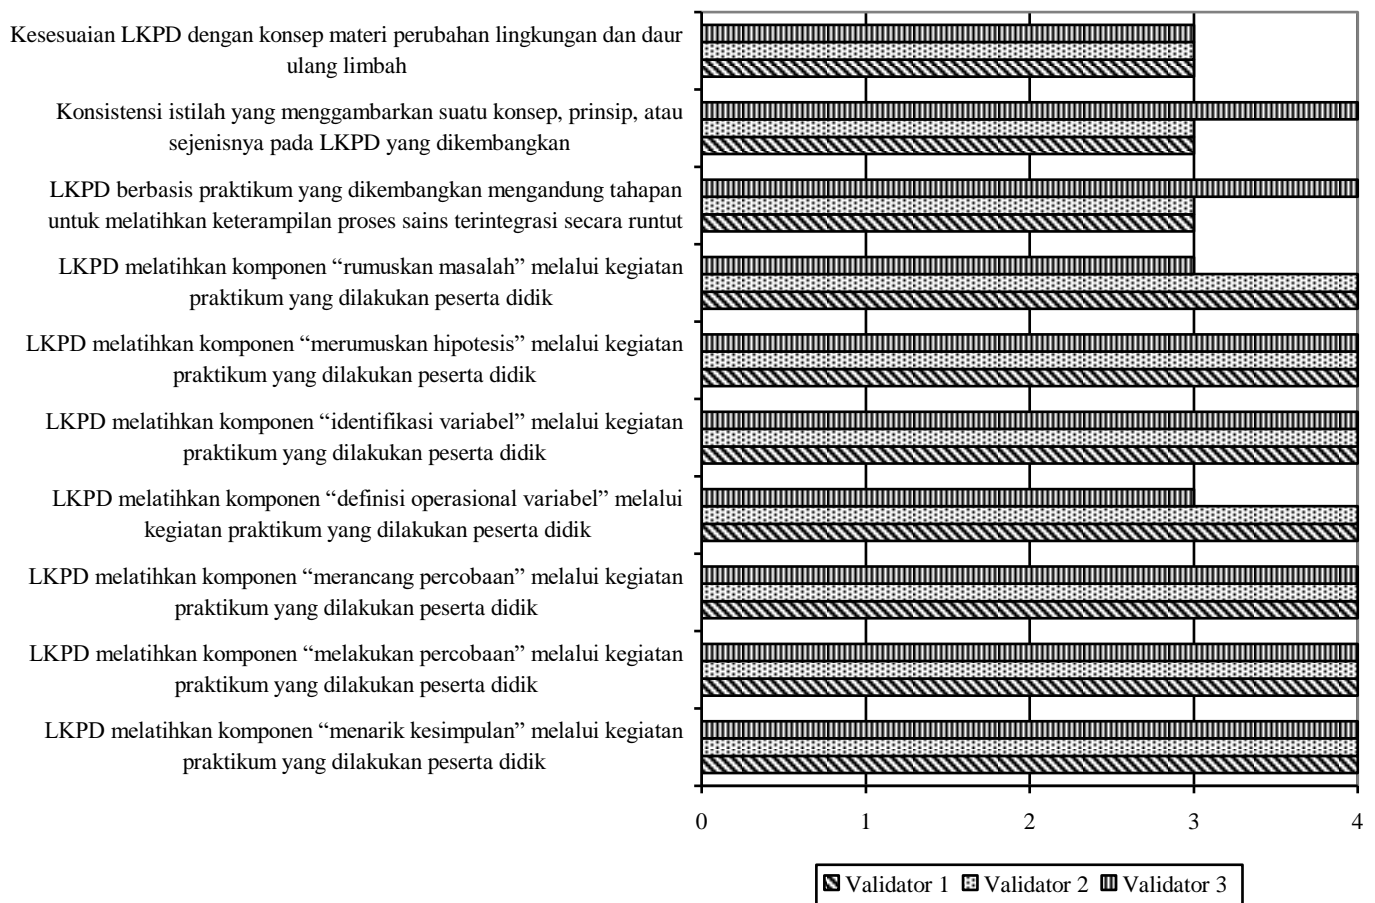 Kesesuaian LKPD dengan konsep materi perubahan lingkungan dan daur
ulang limbah
Konsistensi istilah yang menggambarkan suatu konsep, prinsip, atau
sejenisnya pada LKPD yang dikembangkan
LKPD berbasis praktikum yang dikembangkan mengandung tahapan
untuk melatihkan keterampilan proses sains terintegrasi secara runtut
LKPD melatihkan komponen “rumuskan masalah” melalui kegiatan
praktikum yang dilakukan peserta didik
LKPD melatihkan komponen “merumuskan hipotesis” melalui kegiatan
praktikum yang dilakukan peserta didik
LKPD melatihkan komponen “identifikasi variabel” melalui kegiatan
praktikum yang dilakukan peserta didik
LKPD melatihkan komponen “definisi operasional variabel” melalui
kegiatan praktikum yang dilakukan peserta didik
LKPD melatihkan komponen “merancang percobaan” melalui kegiatan
praktikum yang dilakukan peserta didik
LKPD melatihkan komponen “melakukan percobaan” melalui kegiatan
praktikum yang dilakukan peserta didik
LKPD melatihkan komponen “menarik kesimpulan” melalui kegiatan
praktikum yang dilakukan peserta didik
0 1 2 3 4
Validator 1 Validator 2 Validator 3